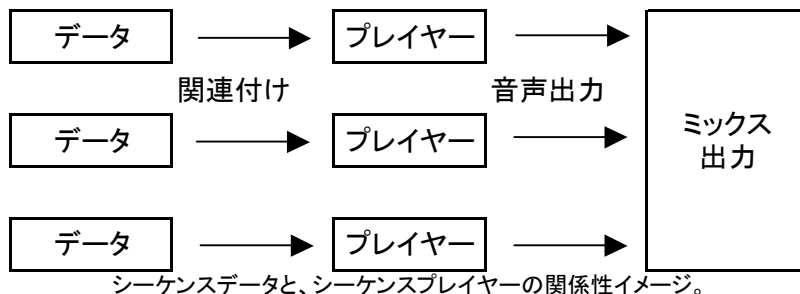 データ
プレイヤー
関連付け
音声出力
データ
プレイヤー
ミックス
出力
データ
プレイヤー
シーケンスデータと、シーケンスプレイヤーの関係性イメージ。